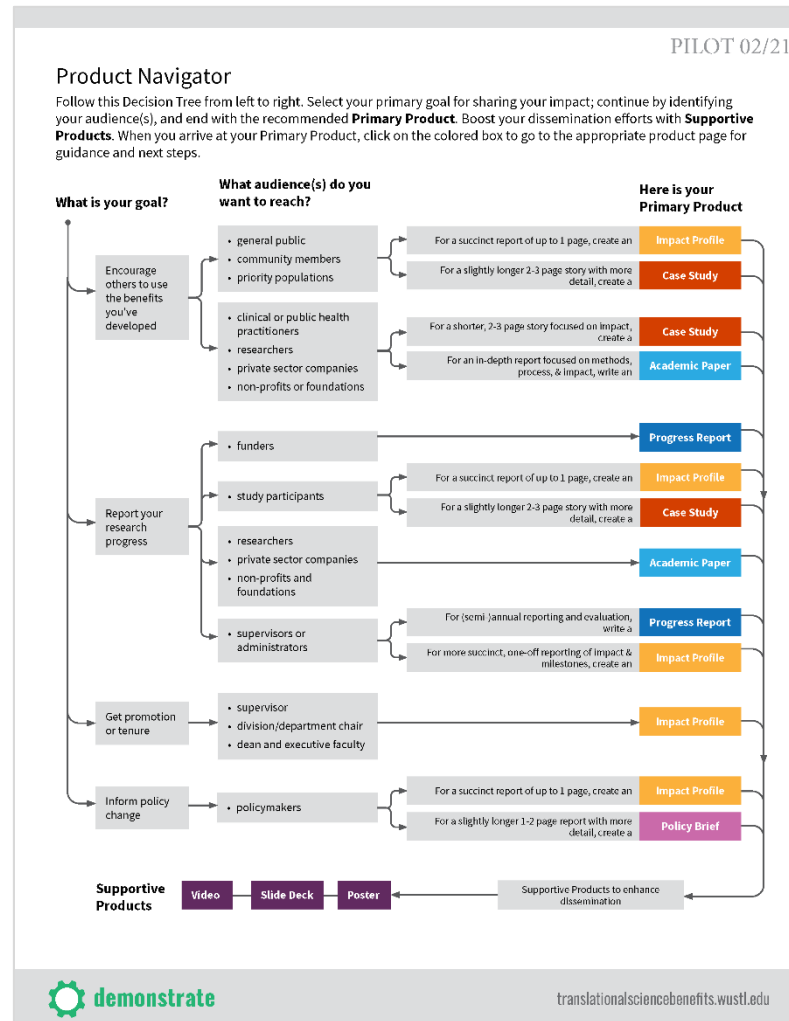 PILOT 02/21
Product Navigator
Follow this Decision Tree from left to right. Select your primary goal for sharing your impact; continue by identifying
your audience(s), and end with the recommended Primary Product. Boost your dissemination efforts with Supportive
Products. When you arrive at your Primary Product, click on the colored box to go to the appropriate product page for
guidance and next steps.
What is your goal?
What audience(s) do you
want to reach?
Here is your
Primary Product
Encourage
others to use
the benefits
you've
developed
• general public
• community members
• priority populations
For a succinct report of up to 1 page, create an
Impact Profile
For a slightly longer 2-3 page story with more
detail, create a
Case Study
• clinical or public health
practitioners
• researchers
• private sector companies
• non-profits or foundations
For a shorter, 2-3 page story focused on impact,
create a
Case Study
For an in-depth report focused on methods,
process, & impact, write an
Academic Paper
Report your
research
progress
• funders
Progress Report
• study participants
For a succinct report of up to 1 page, create an
Impact Profile
For a slightly longer 2-3 page story with more
detail, create a
Case Study
• researchers
• private sector companies
• non-profits and
foundations
Academic Paper
• supervisors or
administrators
For (semi-)annual reporting and evaluation,
write a
Progress Report
For more succinct, one-off reporting of impact &
milestones, create an
Impact Profile
Get promotion
or tenure
• supervisor
• division/department chair
• dean and executive faculty
Impact Profile
Inform policy
change
• policymakers
For a succinct report of up to 1 page, create an
Impact Profile
For a slightly longer 1-2 page report with more
detail, create a
Policy Brief
Supportive
Products
Video
Slide Deck
Poster
Supportive Products to enhance
dissemination
demonstrate
translationalsciencebenefits.wustl.edu